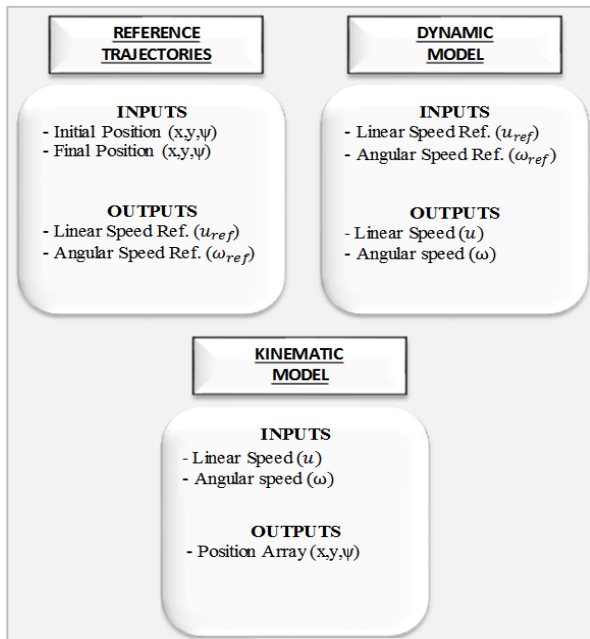 REFERENCE
TRAJECTORIES
INPUTS
- Initial Position (x,y,ψ)
- Final Position (x,y,ψ)
OUTPUTS
- Linear Speed Ref. (u_ref)
- Angular Speed Ref. (ω_ref)
DYNAMIC
MODEL
INPUTS
- Linear Speed Ref. (u_ref)
- Angular Speed Ref. (ω_ref)
OUTPUTS
- Linear Speed (u)
- Angular speed (ω)
KINEMATIC
MODEL
INPUTS
- Linear Speed (u)
- Angular speed (ω)
OUTPUTS
- Position Array (x,y,ψ)